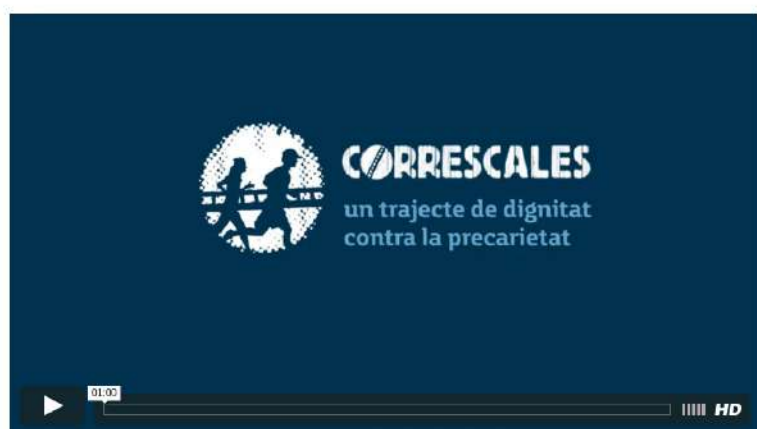 CORRESCALES
un trajecte de dignitat
contra la precarietat
01:00
HD